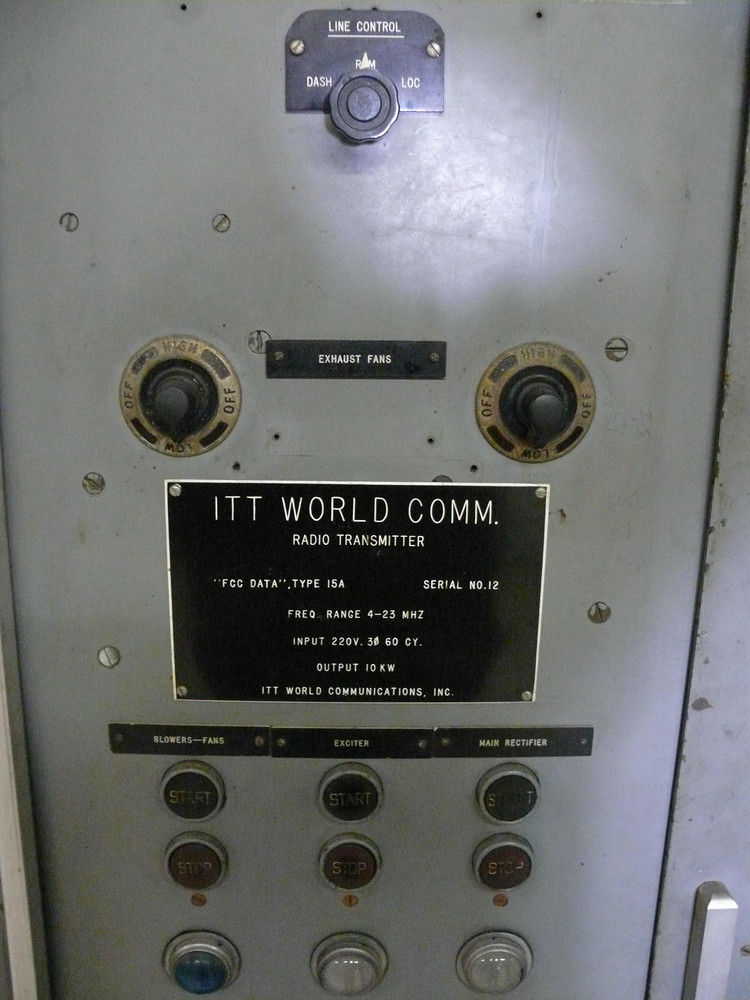 LINE CONTROL
REM
DASH LOC
HIGH
OFF OFF
LOW
EXHAUST FANS
HIGH
OFF OFF
LOW
ITT WORLD COMM.
RADIO TRANSMITTER
"FCC DATA", TYPE 15A SERIAL NO. 12
FREQ. RANGE 4-23 MHZ
INPUT 220V. 3Ø 60 CY.
OUTPUT 10 KW
ITT WORLD COMMUNICATIONS, INC.
BLOWERS-FANS EXCITER MAIN RECTIFIER
START START START
STOP STOP STOP